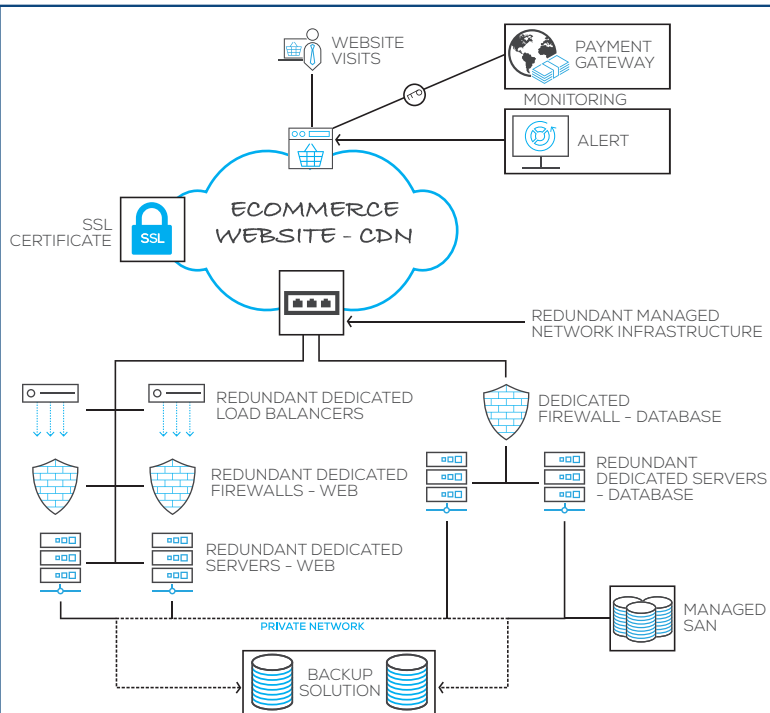 WEBSITE
VISITS
PAYMENT
GATEWAY
MONITORING
ALERT
SSL
CERTIFICATE
SSL
ECOMMERCE
WEBSITE - CDN
REDUNDANT MANAGED
NETWORK INFRASTRUCTURE
REDUNDANT DEDICATED
LOAD BALANCERS
DEDICATED
FIREWALL - DATABASE
REDUNDANT DEDICATED
FIREWALLS - WEB
REDUNDANT
DEDICATED SERVERS
- DATABASE
REDUNDANT DEDICATED
SERVERS - WEB
PRIVATE NETWORK
MANAGED
SAN
BACKUP
SOLUTION